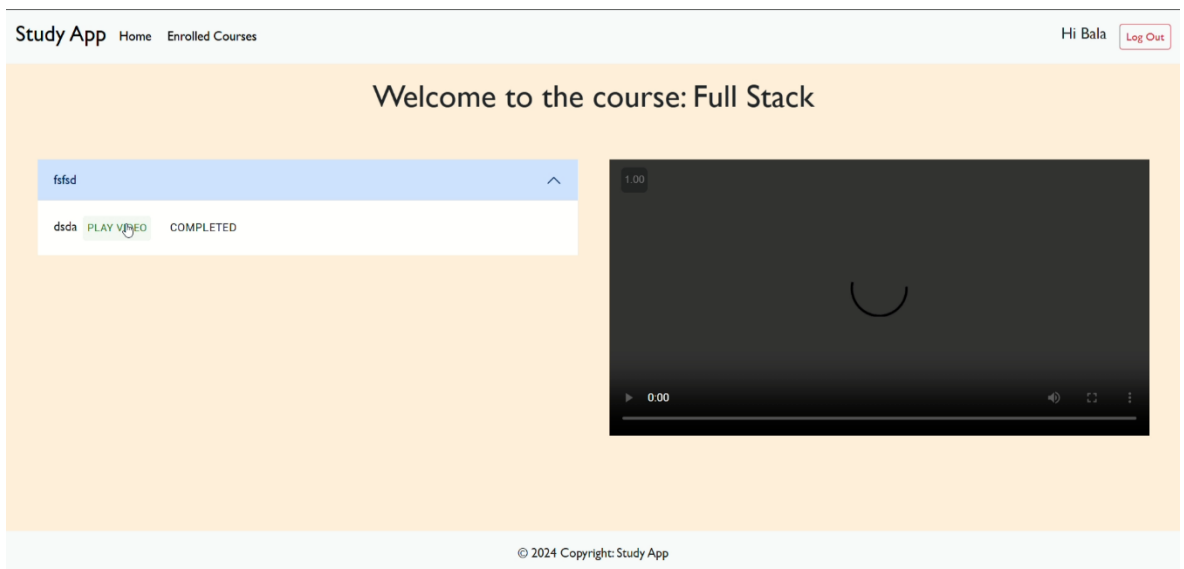 Study App Home Enrolled Courses Hi Bala Log Out
Welcome to the course: Full Stack
fsfsd
dsda PLAY VIDEO COMPLETED
1.00
0:00
© 2024 Copyright: Study App